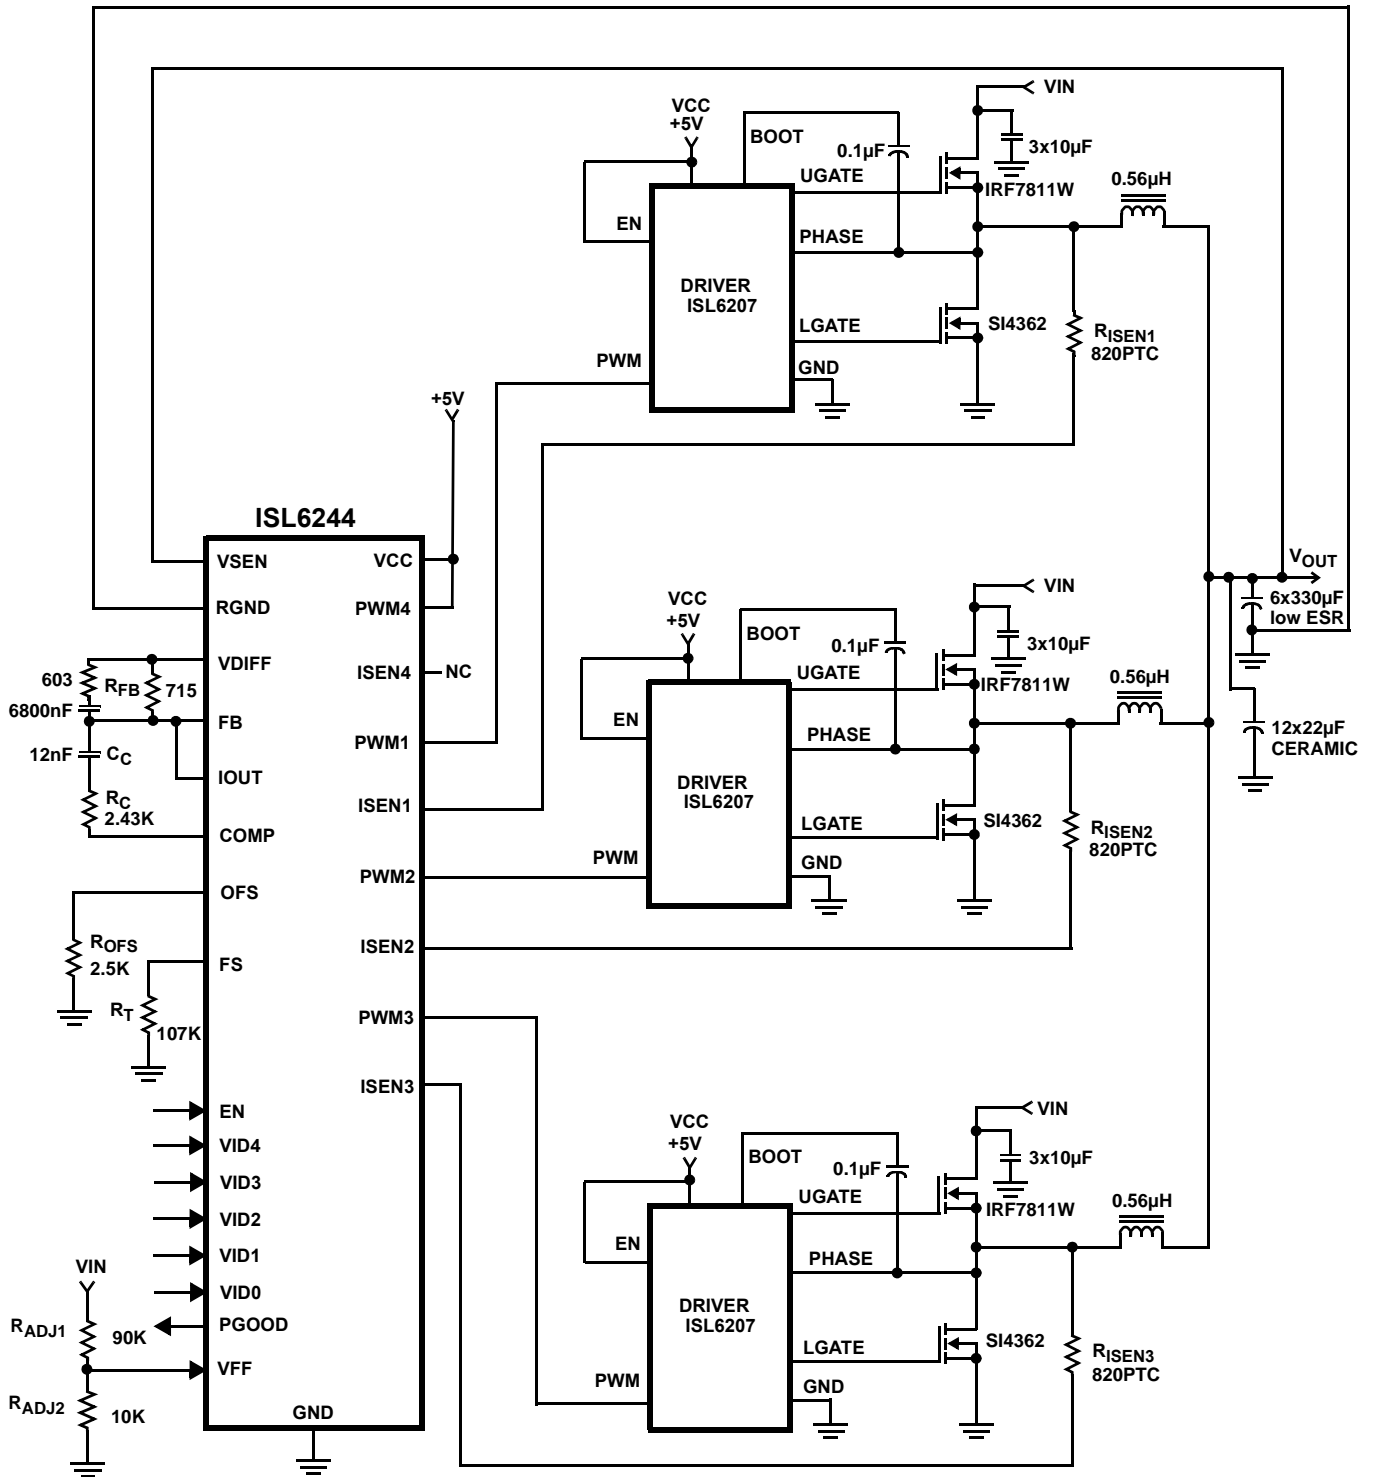 VIN
VCC
+5V
BOOT
0.1µF
3x10µF
UGATE
IRF7811W
0.56µH
EN
PHASE
DRIVER
ISL6207
LGATE
SI4362
RISEN1
820PTC
PWM
GND
+5V
ISL6244
VSEN
VCC
RGND
PWM4
VDIFF
ISEN4
NC
603
RFB
715
6800nF
FB
PWM1
12nF
CC
IOUT
ISEN1
RC
2.43K
COMP
PWM2
OFS
ROFS
2.5K
ISEN2
FS
RT
107K
PWM3
ISEN3
EN
VID4
VID3
VID2
VID1
VID0
PGOOD
VFF
GND
VIN
RADJ1
90K
RADJ2
10K
VIN
VCC
+5V
BOOT
0.1µF
3x10µF
UGATE
IRF7811W
0.56µH
EN
PHASE
DRIVER
ISL6207
LGATE
SI4362
RISEN2
820PTC
PWM
GND
VOUT
6x330µF
low ESR
12x22µF
CERAMIC
VIN
VCC
+5V
BOOT
0.1µF
3x10µF
UGATE
IRF7811W
0.56µH
EN
PHASE
DRIVER
ISL6207
LGATE
SI4362
RISEN3
820PTC
PWM
GND